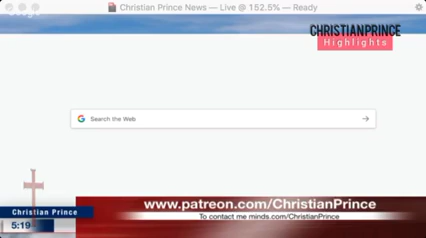 Christian Prince News — Live @ 152.5% — Ready
CHRISTIANPRINCE
Highlights
Search the Web
www.patreon.com/ChristianPrince
Christian Prince
To contact me minds.com/ChristianPrince
5:19